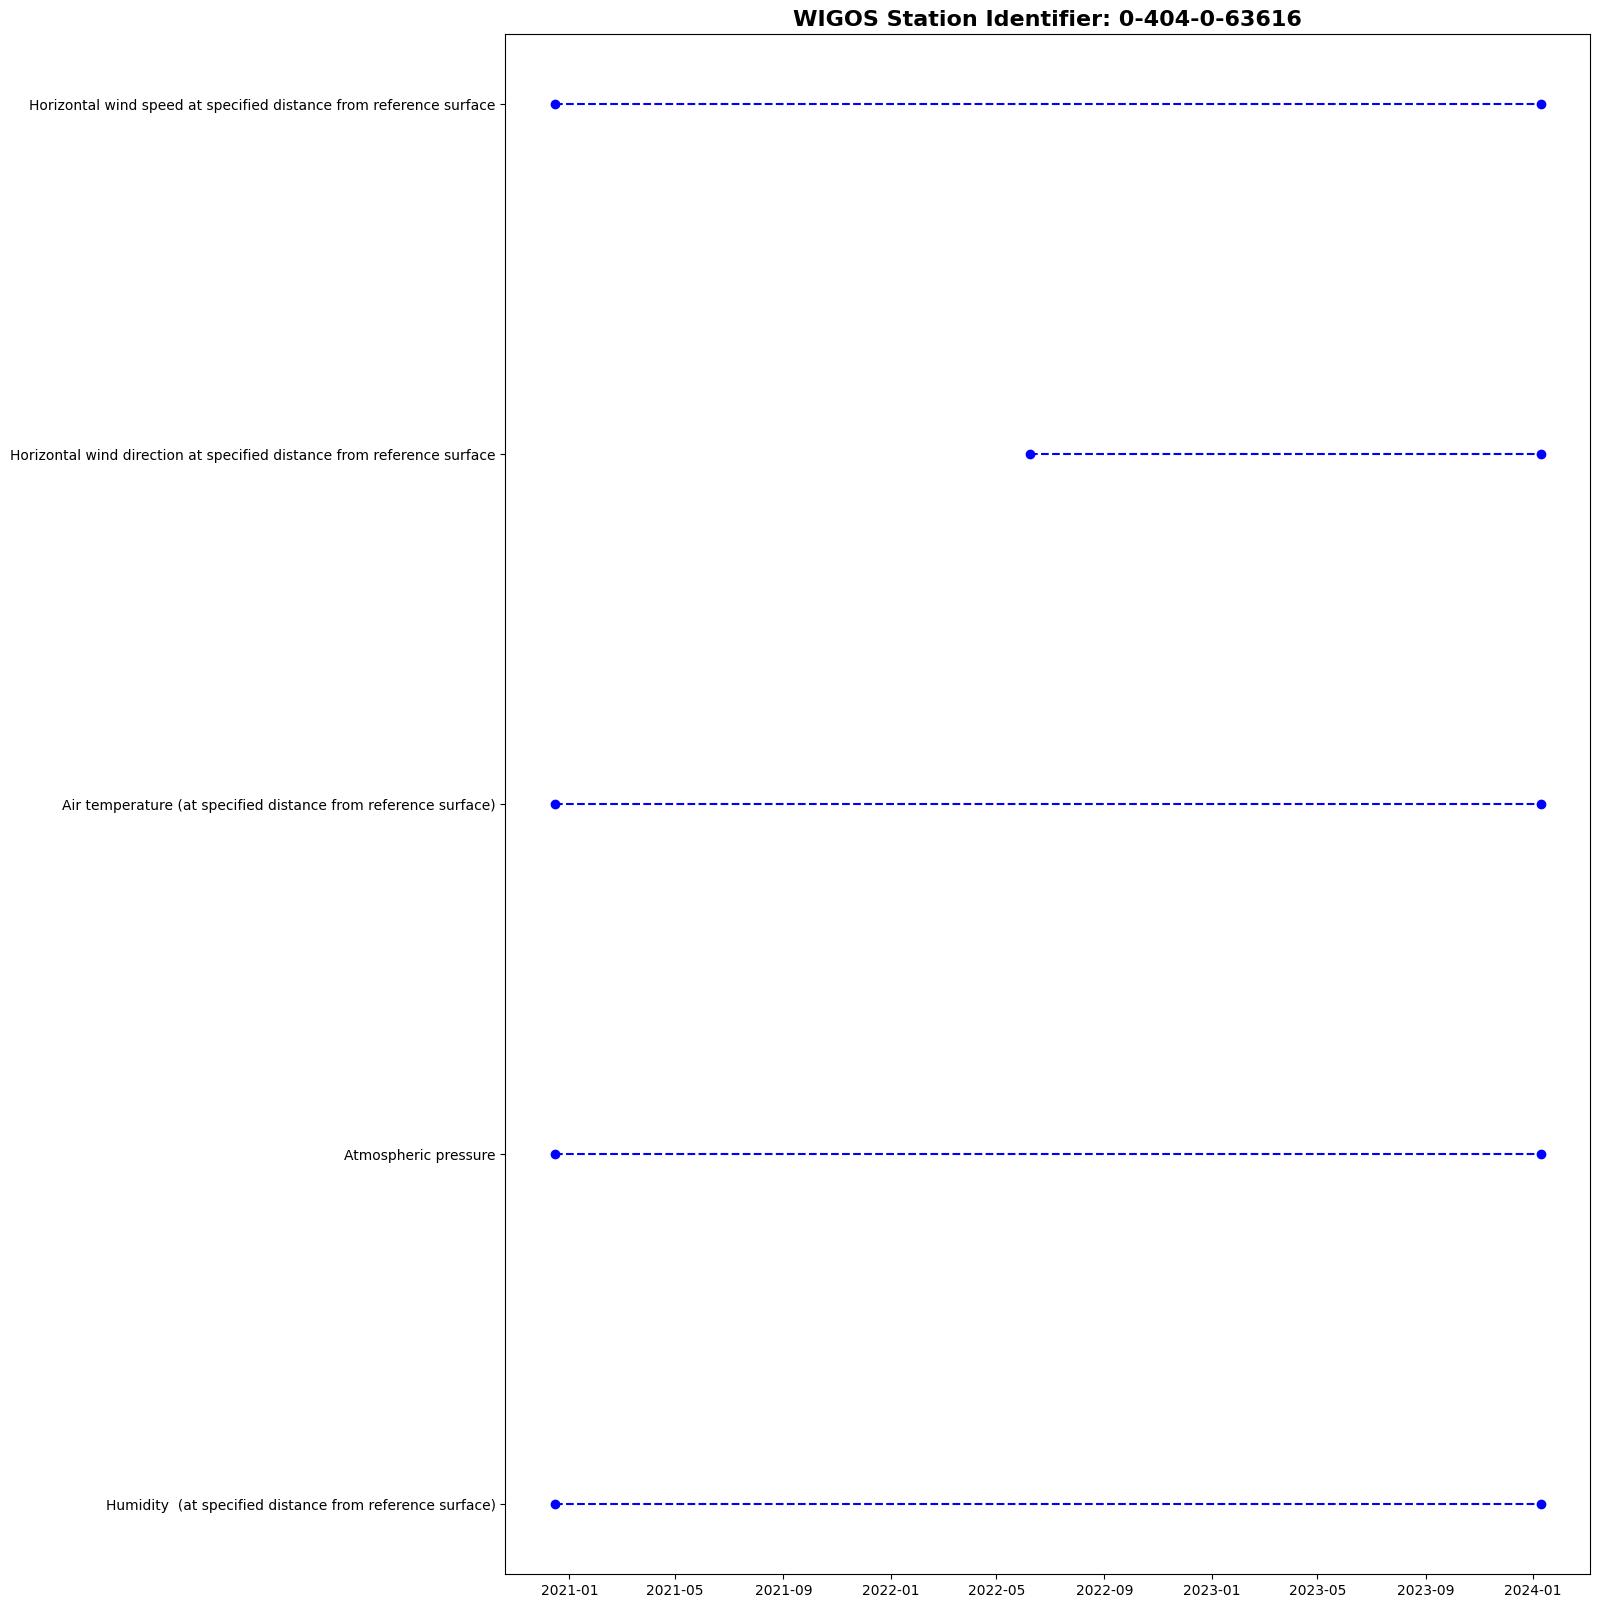 WIGOS Station Identifier: 0-404-0-63616
Horizontal wind speed at specified distance from reference surface
Horizontal wind direction at specified distance from reference surface
Air temperature (at specified distance from reference surface)
Atmospheric pressure
Humidity  (at specified distance from reference surface)
2021-01 2021-05 2021-09 2022-01 2022-05 2022-09 2023-01 2023-05 2023-09 2024-01